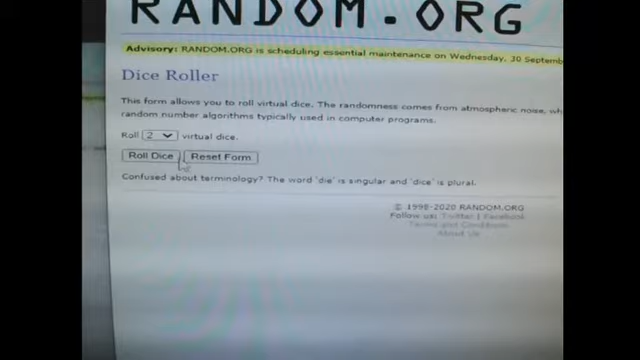 RANDOM.ORG
Advisory: RANDOM.ORG is scheduling essential maintenance on Wednesday, 30 Septemb
Dice Roller
This form allows you to roll virtual dice. The randomness comes from atmospheric noise, wh
random number algorithms typically used in computer programs.
Roll 2 virtual dice.
Roll Dice Reset Form
Confused about terminology? The word 'die' is singular and 'dice' is plural.
© 1998-2020 RANDOM.ORG
Follow us: Twitter | Facebook
Terms and Conditions
About Us